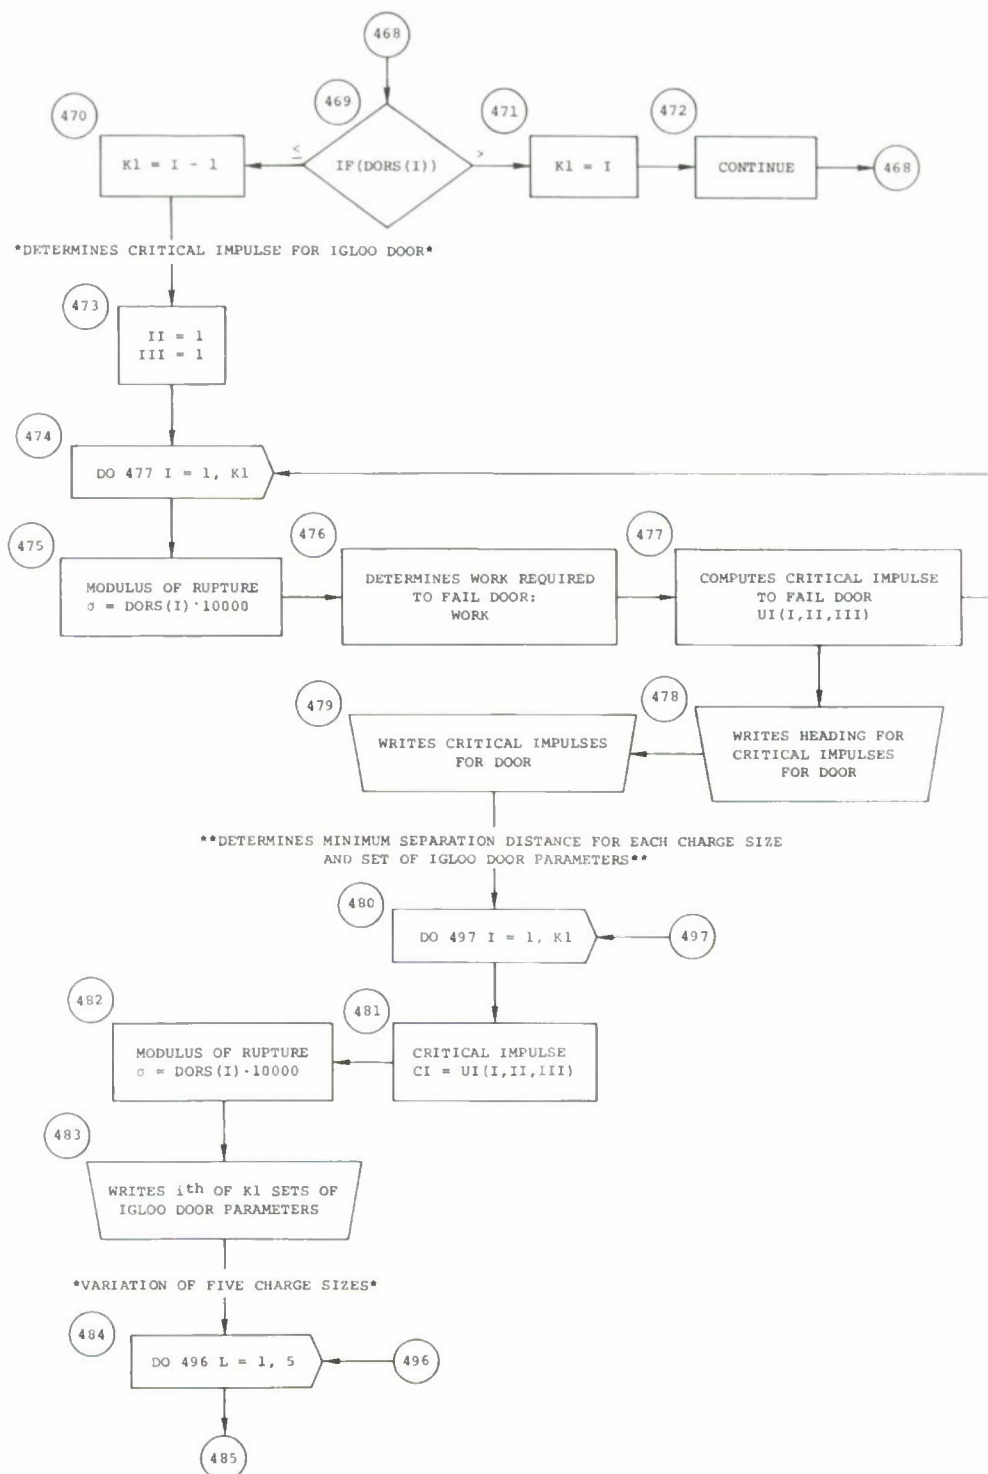 468
469
470
471
472
K1 = I - 1
≤
IF(DORS(I))
>
K1 = I
CONTINUE
468
*DETERMINES CRITICAL IMPULSE FOR IGLOO DOOR*
473
II = 1
III = 1
474
DO 477 I = 1, K1
475
MODULUS OF RUPTURE
σ = DORS(I)·10000
476
DETERMINES WORK REQUIRED
TO FAIL DOOR:
WORK
477
COMPUTES CRITICAL IMPULSE
TO FAIL DOOR
UI(I,II,III)
478
WRITES HEADING FOR
CRITICAL IMPULSES
FOR DOOR
479
WRITES CRITICAL IMPULSES
FOR DOOR
**DETERMINES MINIMUM SEPARATION DISTANCE FOR EACH CHARGE SIZE
AND SET OF IGLOO DOOR PARAMETERS**
480
DO 497 I = 1, K1
497
481
CRITICAL IMPULSE
CI = UI(I,II,III)
482
MODULUS OF RUPTURE
σ = DORS(I)·10000
483
WRITES ith OF K1 SETS OF
IGLOO DOOR PARAMETERS
*VARIATION OF FIVE CHARGE SIZES*
484
DO 496 L = 1, 5
496
485